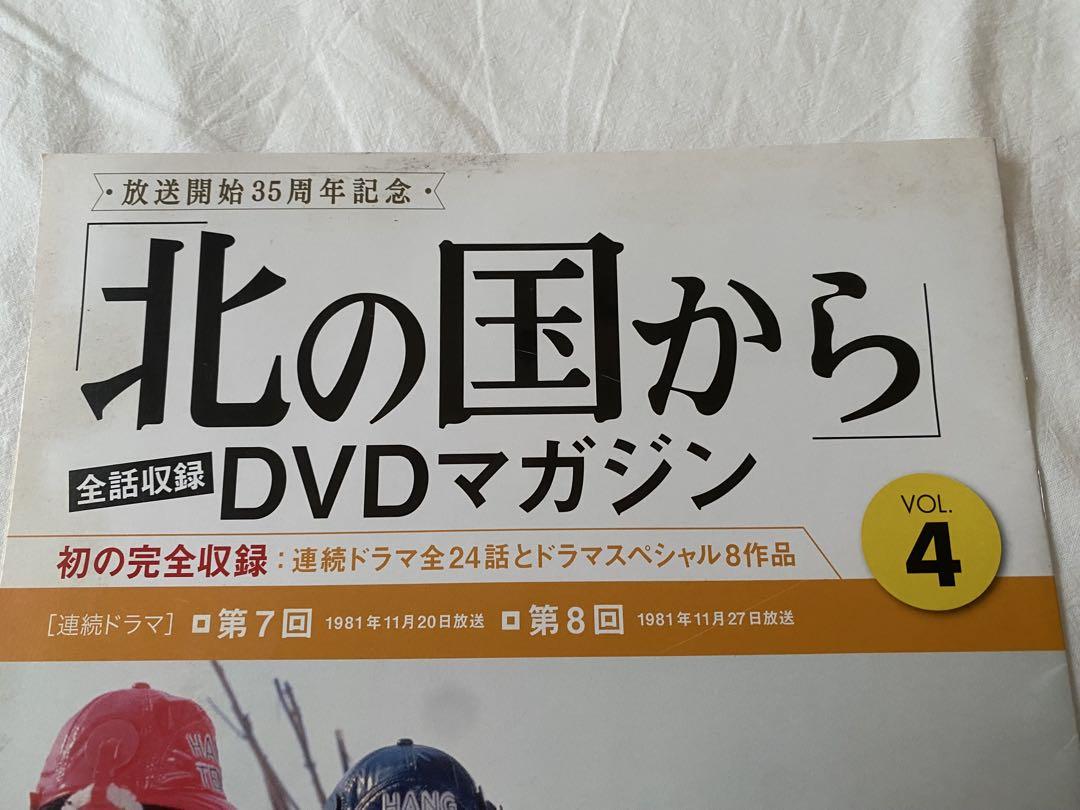 ・放送開始35周年記念・
「北の国から」
全話収録 DVDマガジン
VOL.
4
初の完全収録：連続ドラマ全24話とドラマスペシャル8作品
［連続ドラマ］ 第7回 1981年11月20日放送 第8回 1981年11月27日放送
HANG